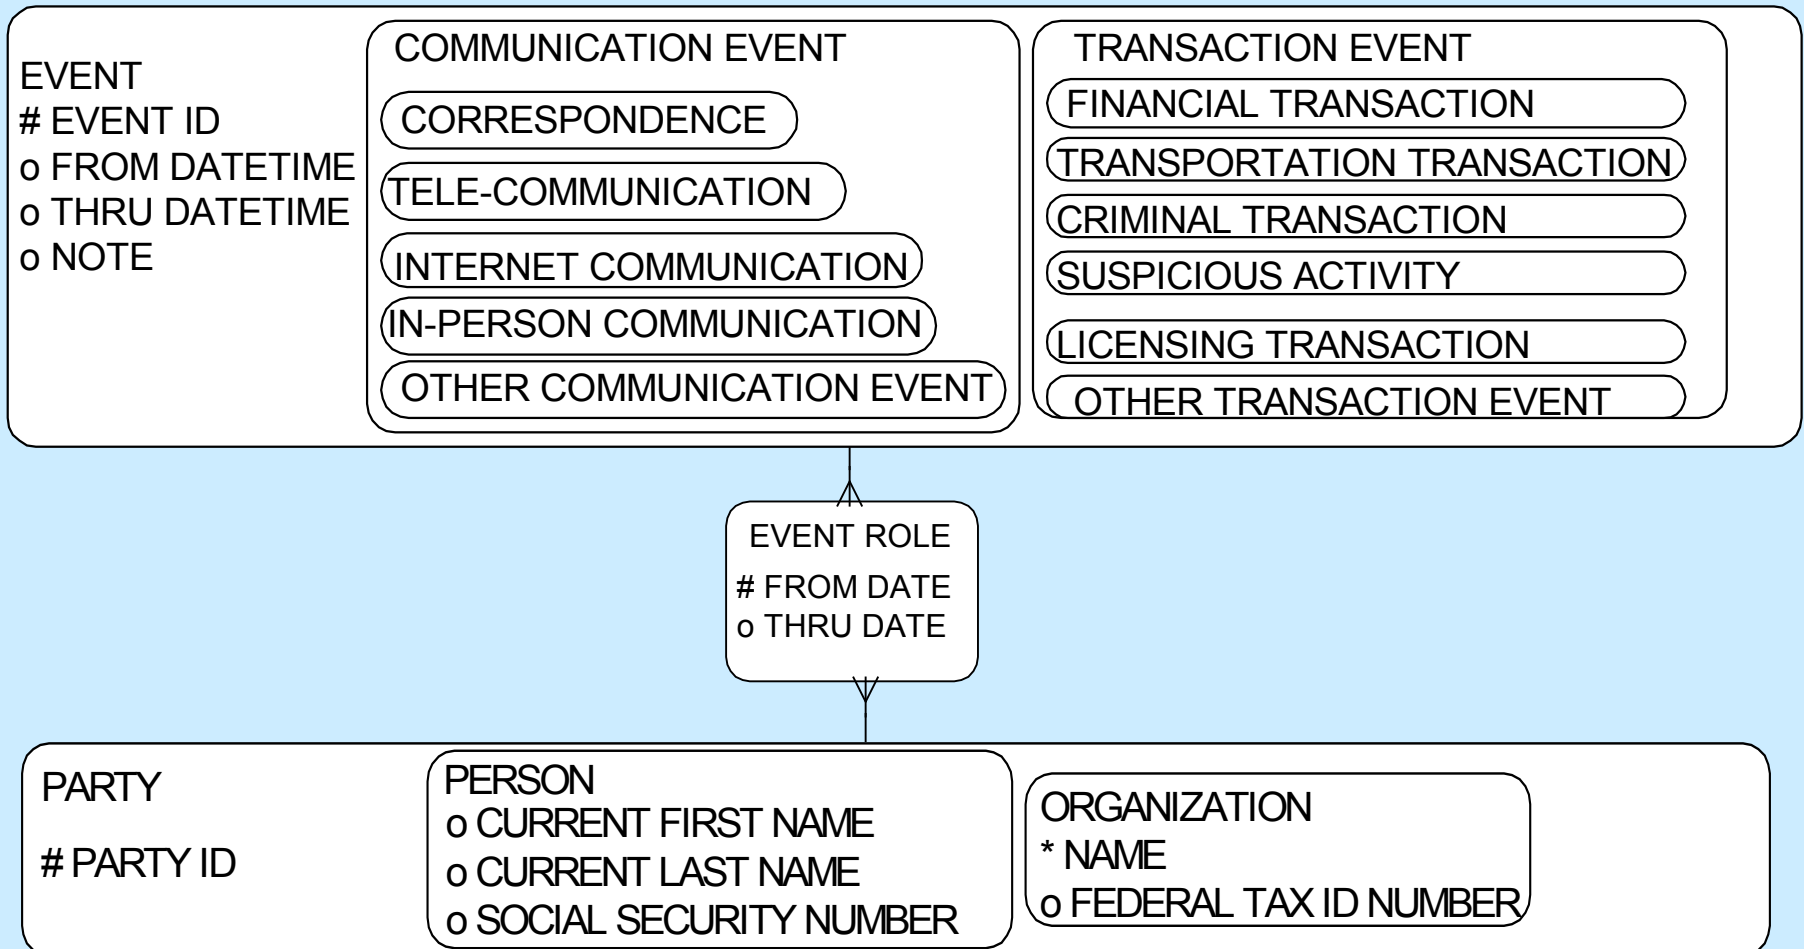 EVENT
# EVENT ID
o FROM DATETIME
o THRU DATETIME
o NOTE
COMMUNICATION EVENT
CORRESPONDENCE
TELE-COMMUNICATION
INTERNET COMMUNICATION
IN-PERSON COMMUNICATION
OTHER COMMUNICATION EVENT
TRANSACTION EVENT
FINANCIAL TRANSACTION
TRANSPORTATION TRANSACTION
CRIMINAL TRANSACTION
SUSPICIOUS ACTIVITY
LICENSING TRANSACTION
OTHER TRANSACTION EVENT
EVENT ROLE
# FROM DATE
o THRU DATE
PARTY
# PARTY ID
PERSON
o CURRENT FIRST NAME
o CURRENT LAST NAME
o SOCIAL SECURITY NUMBER
ORGANIZATION
* NAME
o FEDERAL TAX ID NUMBER